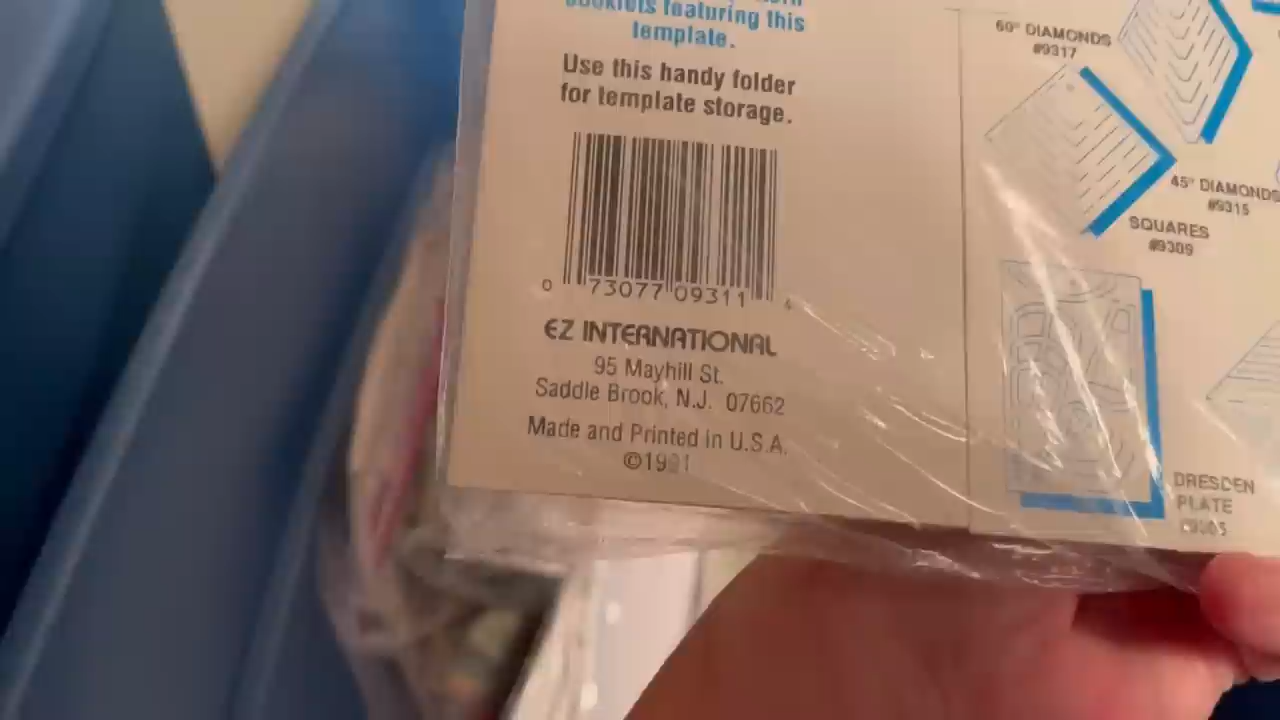 booklets featuring this
template.
Use this handy folder
for template storage.
0 73077 09311
EZ INTERNATIONAL
95 Mayhill St.
Saddle Brook, N.J. 07662
Made and Printed in U.S.A.
©1991
60° DIAMONDS
#9317
45° DIAMONDS
#9315
SQUARES
#9309
DRESDEN
PLATE